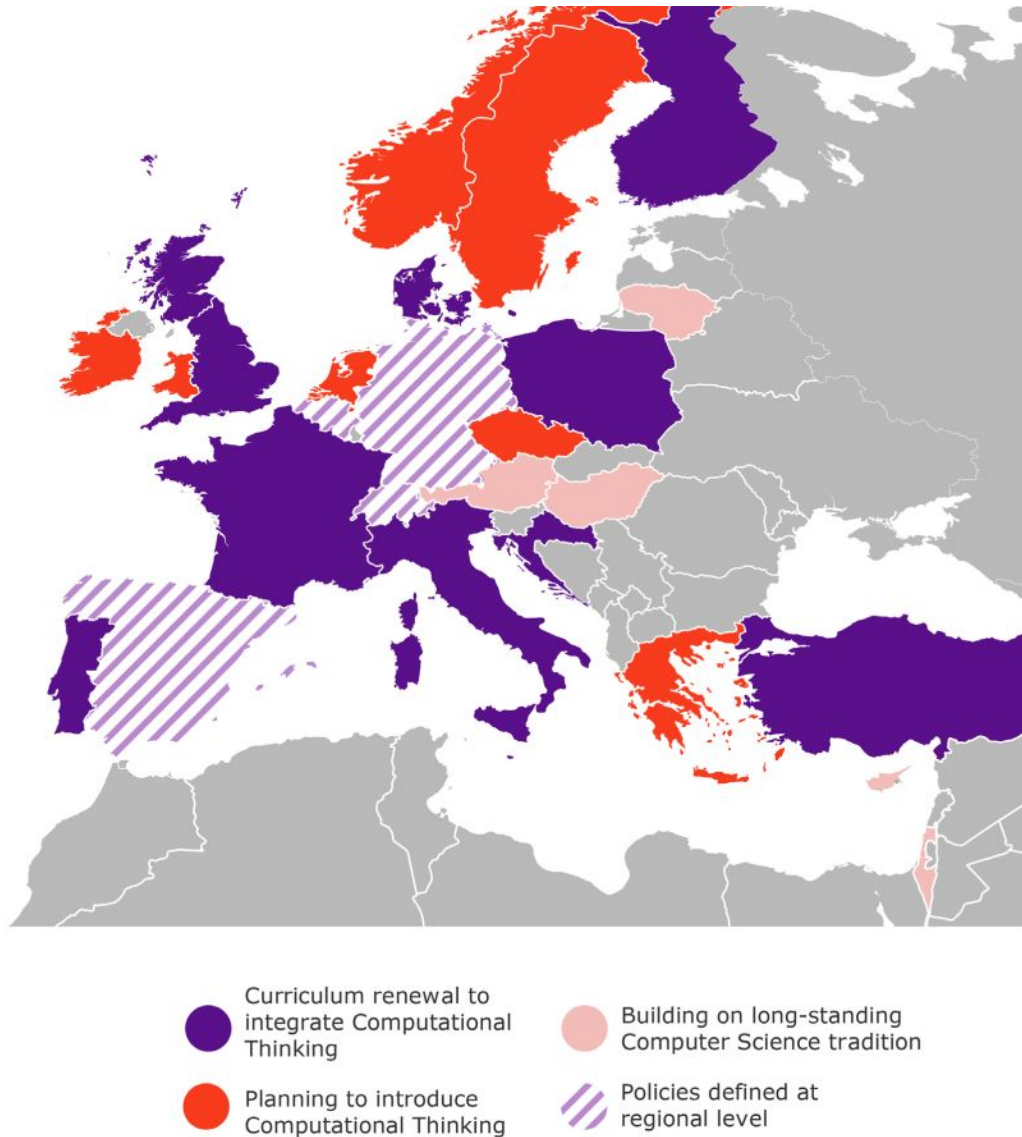 Curriculum renewal to
integrate Computational
Thinking
Planning to introduce
Computational Thinking
Building on long-standing
Computer Science tradition
Policies defined at
regional level